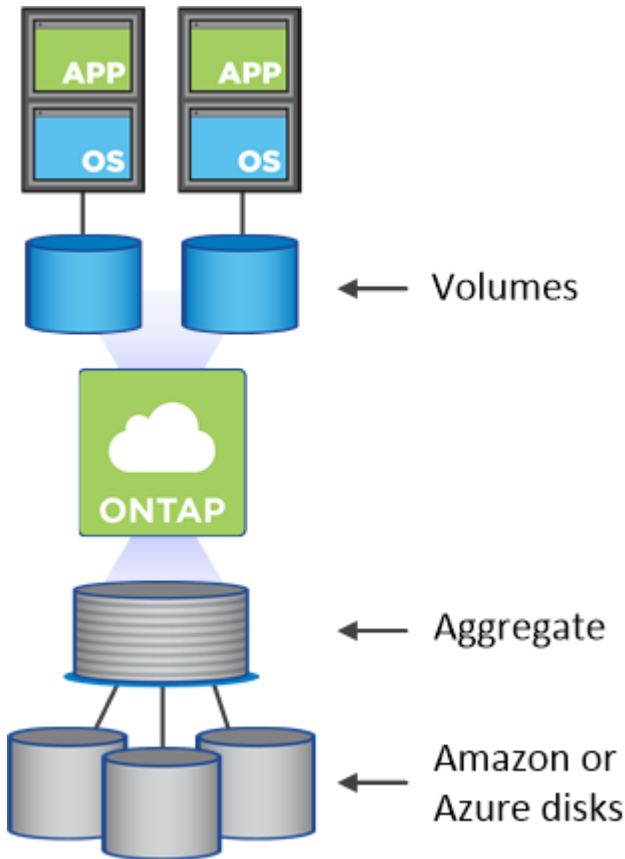 APP
APP
OS
OS
Volumes
ONTAP
Aggregate
Amazon or
Azure disks